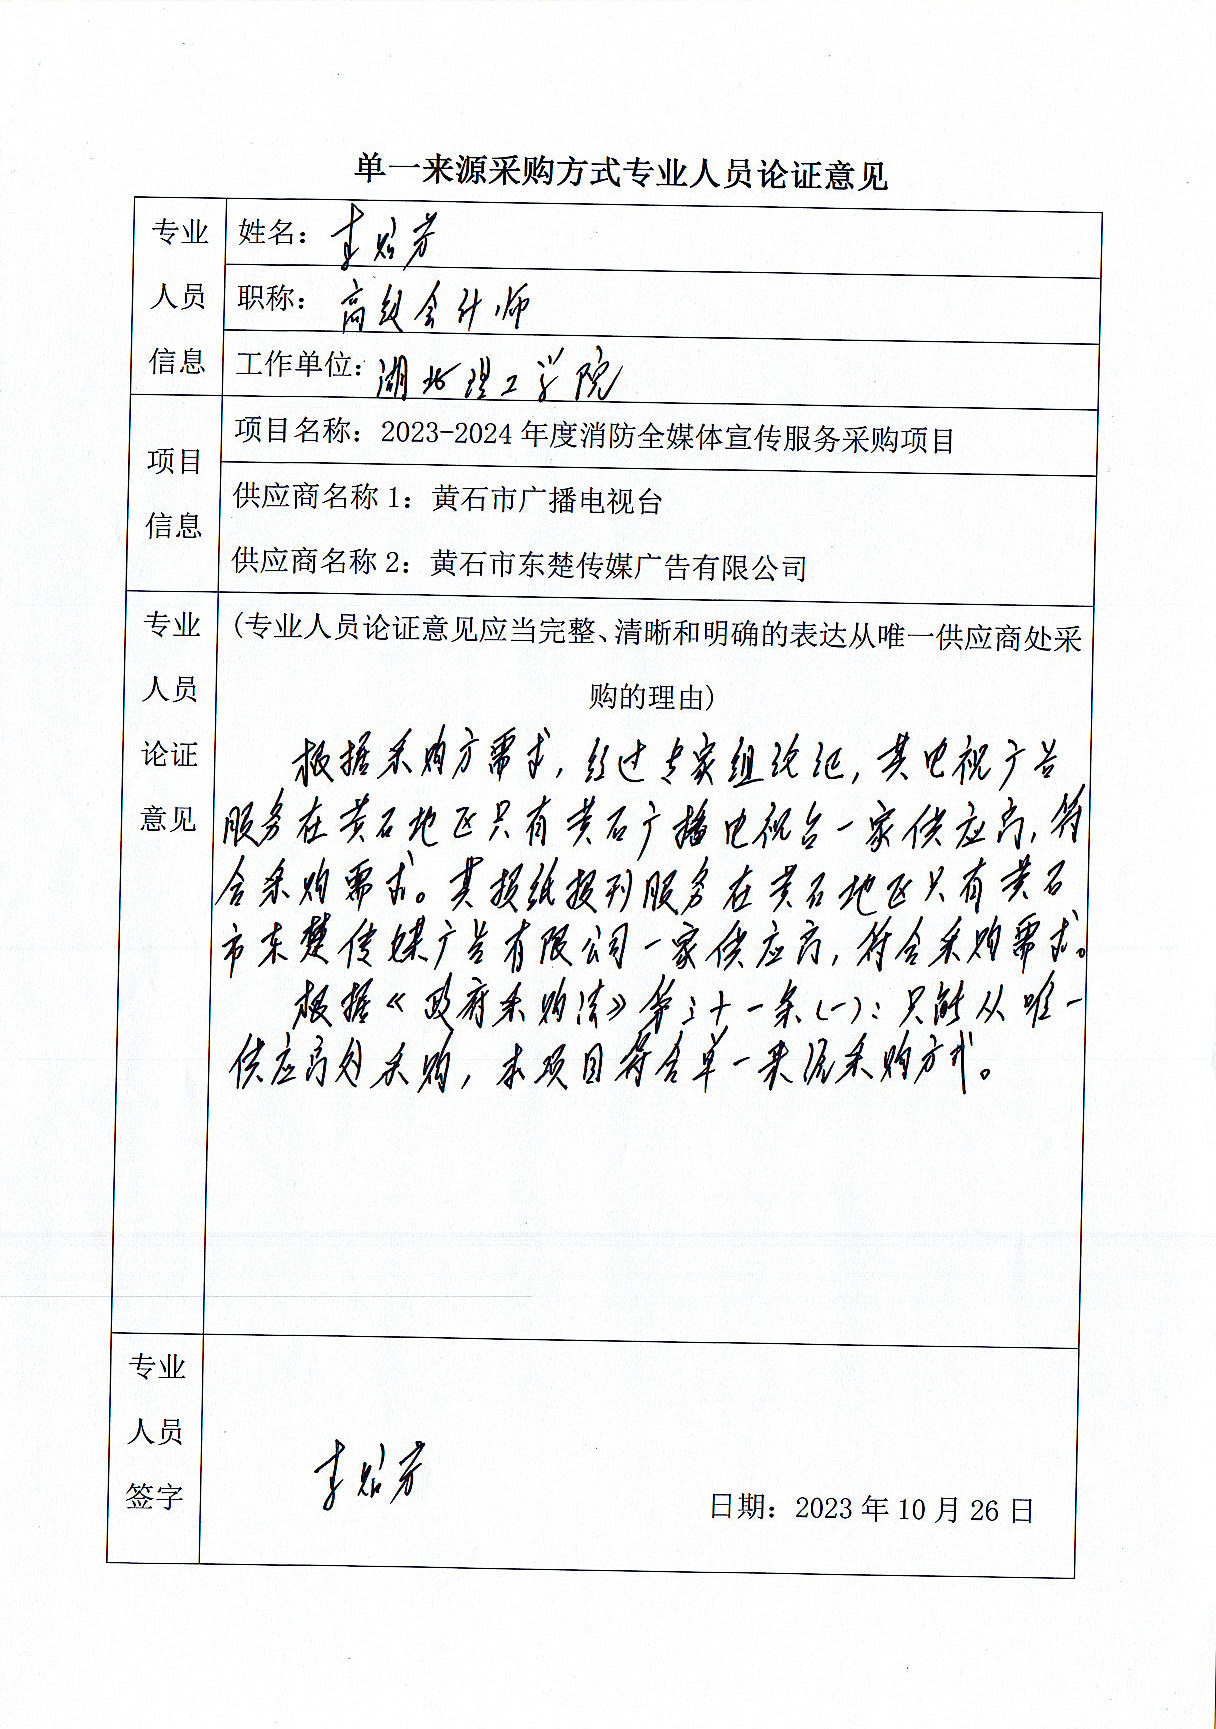 单一来源采购方式专业人员论证意见
专业
人员
信息
姓名：李贻芳
职称：高级会计师
工作单位：湖北理工学院
项目
信息
项目名称：2023-2024年度消防全媒体宣传服务采购项目
供应商名称1：黄石市广播电视台
供应商名称2：黄石市东楚传媒广告有限公司
专业
人员
论证
意见
(专业人员论证意见应当完整、清晰和明确的表达从唯一供应商处采
购的理由)
根据采购方需求，经过专家组论证，其电视广告
服务在黄石地区只有黄石广播电视台一家供应商，符
合采购需求。其报纸报刊服务在黄石地区只有黄石
市东楚传媒广告有限公司一家供应商，符合采购需求。
根据《政府采购法》第三十一条(一)：只能从唯一
供应商处采购，本项目符合单一来源采购方式。
专业
人员
签字
李贻芳
日期：2023年10月26日